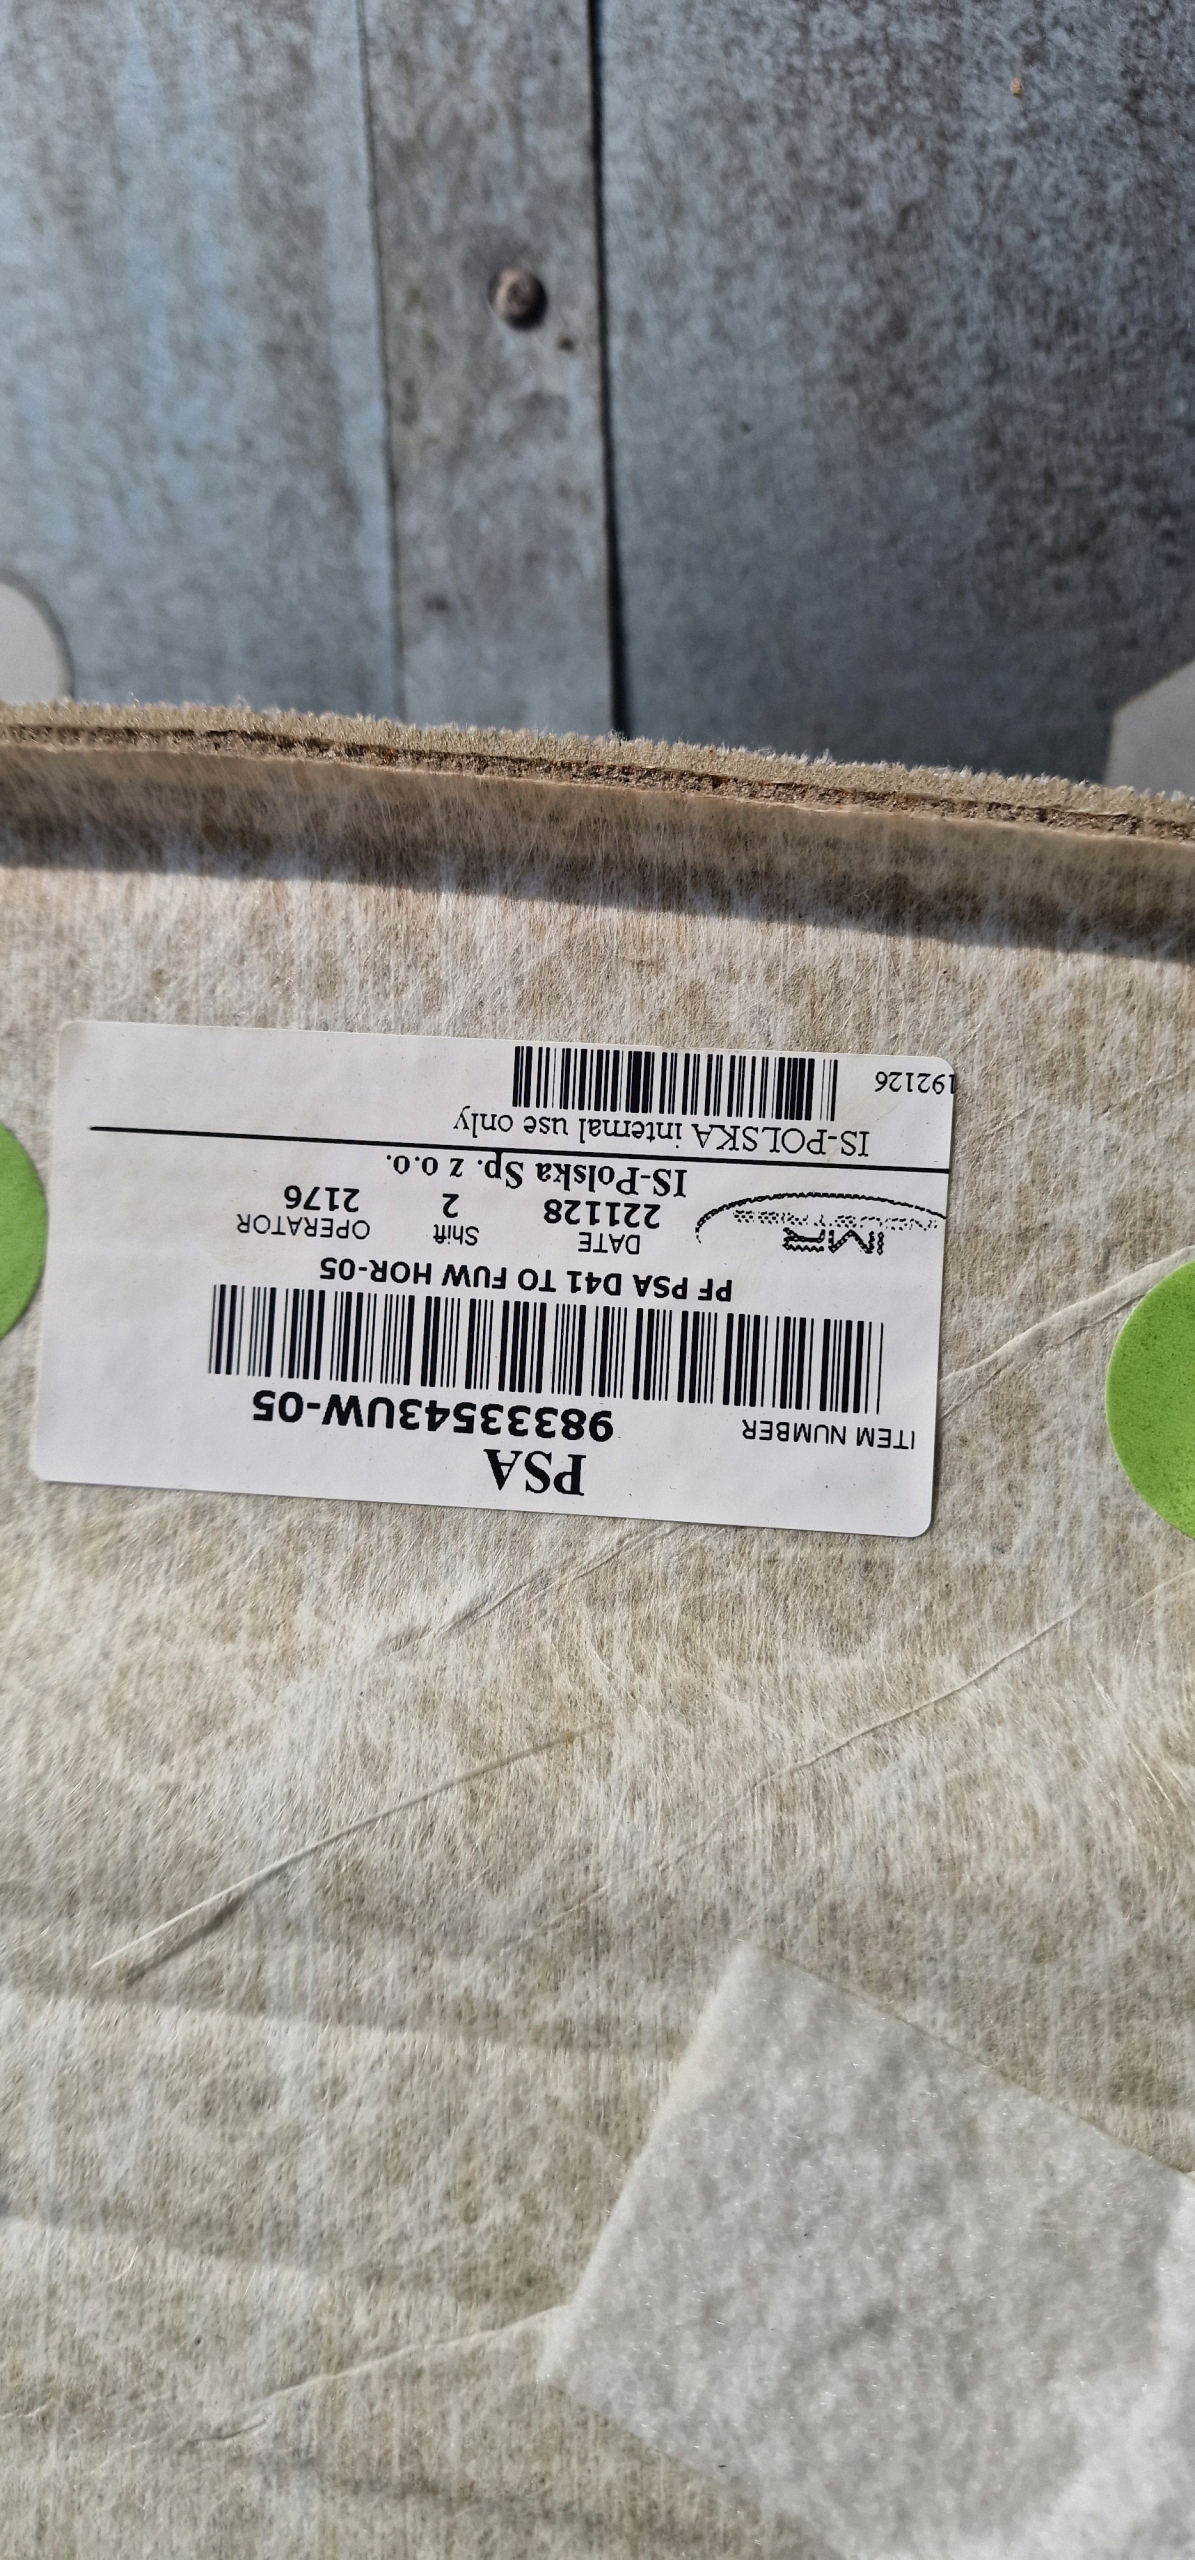 PSA
ITEM NUMBER 98333543UW-05
PF PSA D41 TO FUW HOR-05
DATE Shift OPERATOR
221128 2 2176
IS-Polska Sp. z o.o.
IS-POLSKA internal use only
192126